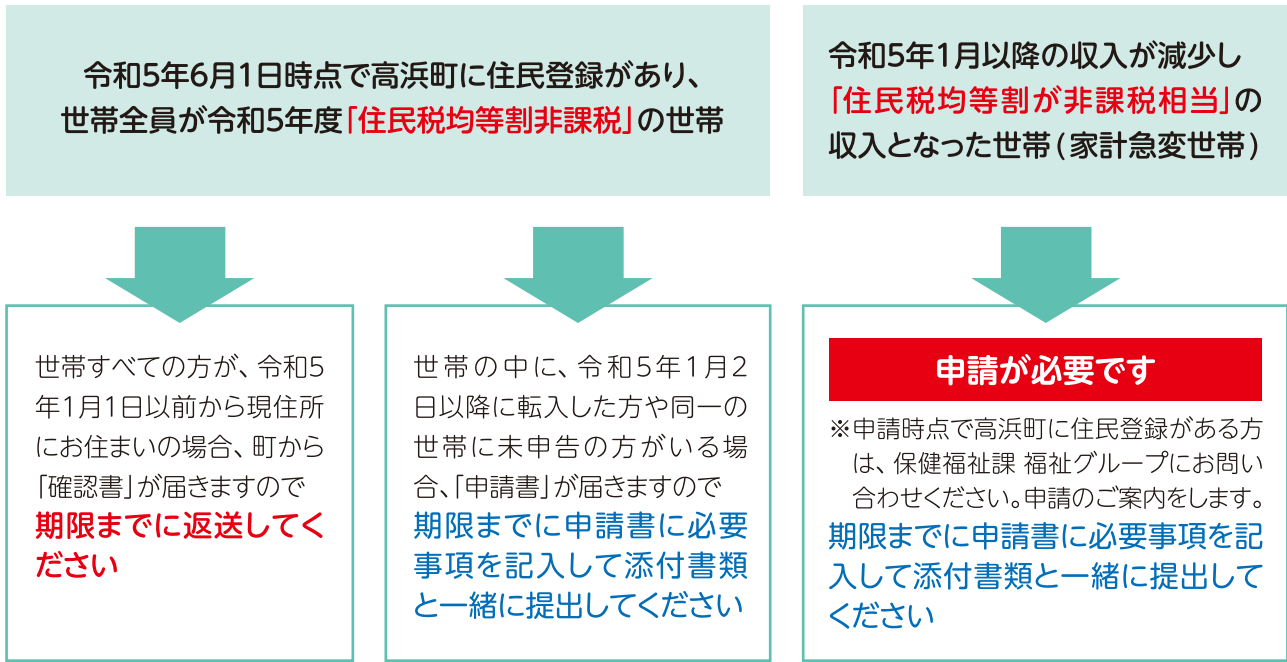 令和5年6月1日時点で高浜町に住民登録があり、
世帯全員が令和5年度「住民税均等割非課税」の世帯
令和5年1月以降の収入が減少し
「住民税均等割が非課税相当」の
収入となった世帯(家計急変世帯)
世帯すべての方が、令和5
年1月1日以前から現住所
にお住まいの場合、町から
「確認書」が届きますので
期限までに返送してく
ださい
世帯の中に、令和5年1月2
日以降に転入した方や同一の
世帯に未申告の方がいる場
合、「申請書」が届きますので
期限までに申請書に必要
事項を記入して添付書類
と一緒に提出してください
申請が必要です
※申請時点で高浜町に住民登録がある方
は、保健福祉課 福祉グループにお問い
合わせください。申請のご案内をします。
期限までに申請書に必要事項を記
入して添付書類と一緒に提出して
ください